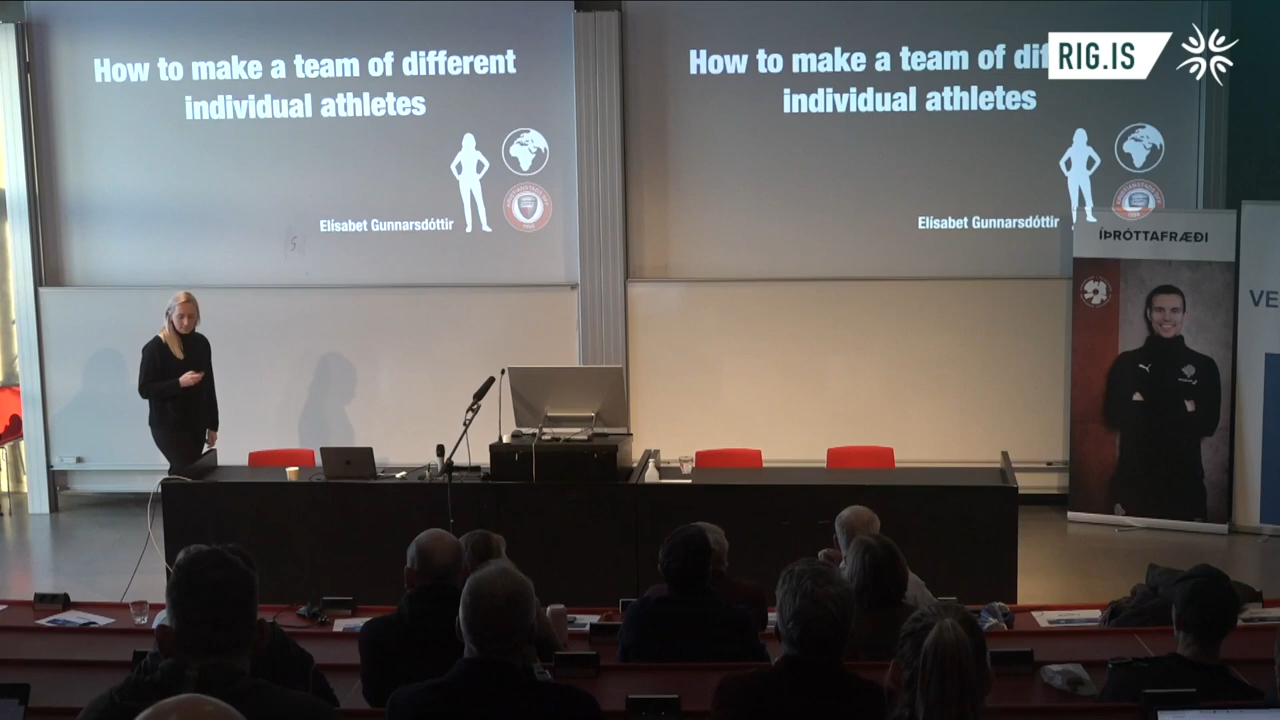 How to make a team of different
individual athletes
Elísabet Gunnarsdóttir
How to make a team of dif
individual athletes
Elísabet Gunnarsdóttir
RIG.IS
ÍÞRÓTTAFRÆÐI
VE